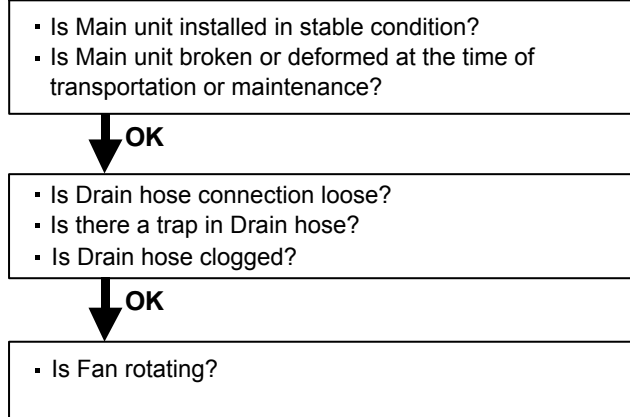 ▪ Is Main unit installed in stable condition?
▪ Is Main unit broken or deformed at the time of
transportation or maintenance?
OK
▪ Is Drain hose connection loose?
▪ Is there a trap in Drain hose?
▪ Is Drain hose clogged?
OK
▪ Is Fan rotating?